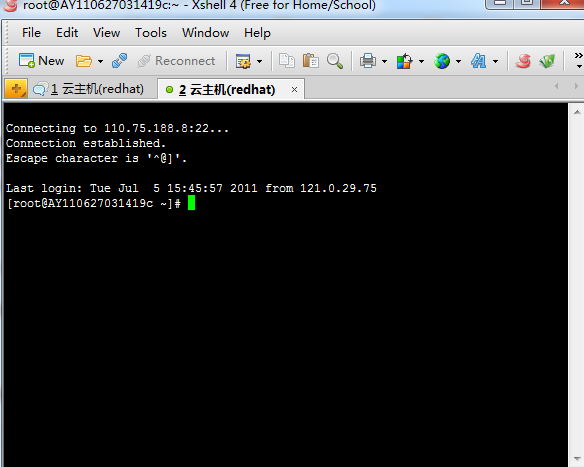 root@AY110627031419c:~ - Xshell 4 (Free for Home/School)
File Edit View Tools Window Help
New Reconnect
1 云主机(redhat) 2 云主机(redhat)
Connecting to 110.75.188.8:22...
Connection established.
Escape character is '^@]'.
Last login: Tue Jul  5 15:45:57 2011 from 121.0.29.75
[root@AY110627031419c ~]#